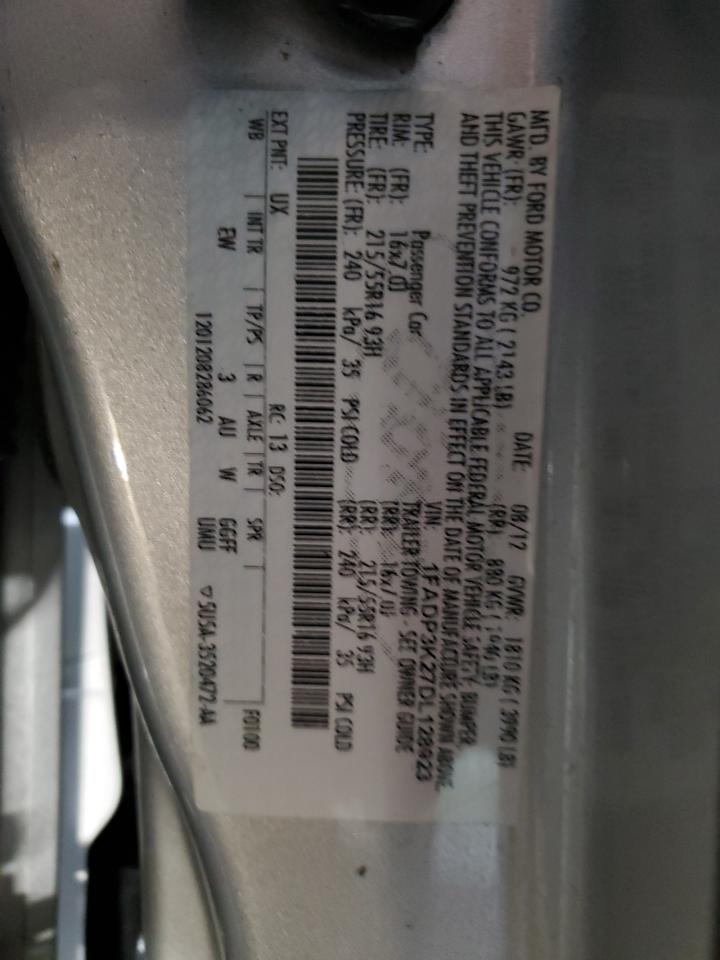 MFD. BY FORD MOTOR CO.
DATE: 08/12 GVWR: 1810 KG ( 3990 LB)
GAWR: (FR): 972 KG ( 2143 LB) (RR): 880 KG ( LB)
THIS VEHICLE CONFORMS TO ALL APPLICABLE FEDERAL MOTOR VEHICLE SAFETY, BUMPER,
AND THEFT PREVENTION STANDARDS IN EFFECT ON THE DATE OF MANUFACTURE SHOWN ABOVE.
VIN: 1FADP3K27DL128923
TYPE: Passenger Car TRAILER TOWING - SEE OWNER GUIDE
RIM: (FR): 16x7.0J (RR): 16x7.0J
TIRE: (FR): 215/55R16 93H (RR): 215/55R16 93H
PRESSURE (FR): 240 kPa/ 35 PSI COLD (RR): 240 kPa/ 35 PSI COLD
EXT PNT: UX RC: 13 DSO:
WB INT TR TP/PS R AXLE TR SPR F0100
EW 3 AU W GGFF
1201208286062 UMU ▽5U5A-3520472-AA